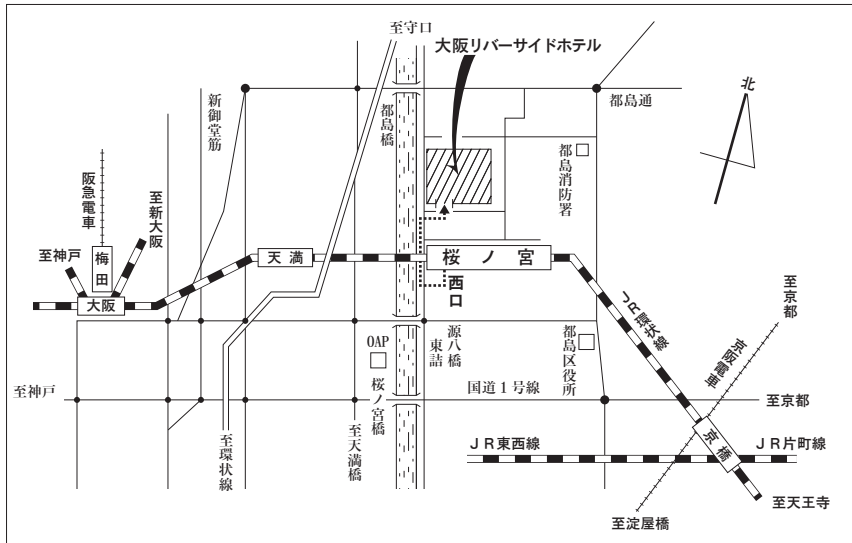 至守口
大阪リバーサイドホテル
新御堂筋
都島橋
都島通
北
都島消防署
阪急電車
至新大阪
至神戸
梅田
大阪
天満
桜ノ宮
西口
JR環状線
至京都
京阪電車
源八橋
東詰
OAP
都島区役所
桜ノ宮橋
国道1号線
至神戸
至京都
至環状線
至天満橋
JR東西線
京橋
JR片町線
至天王寺
至淀屋橋